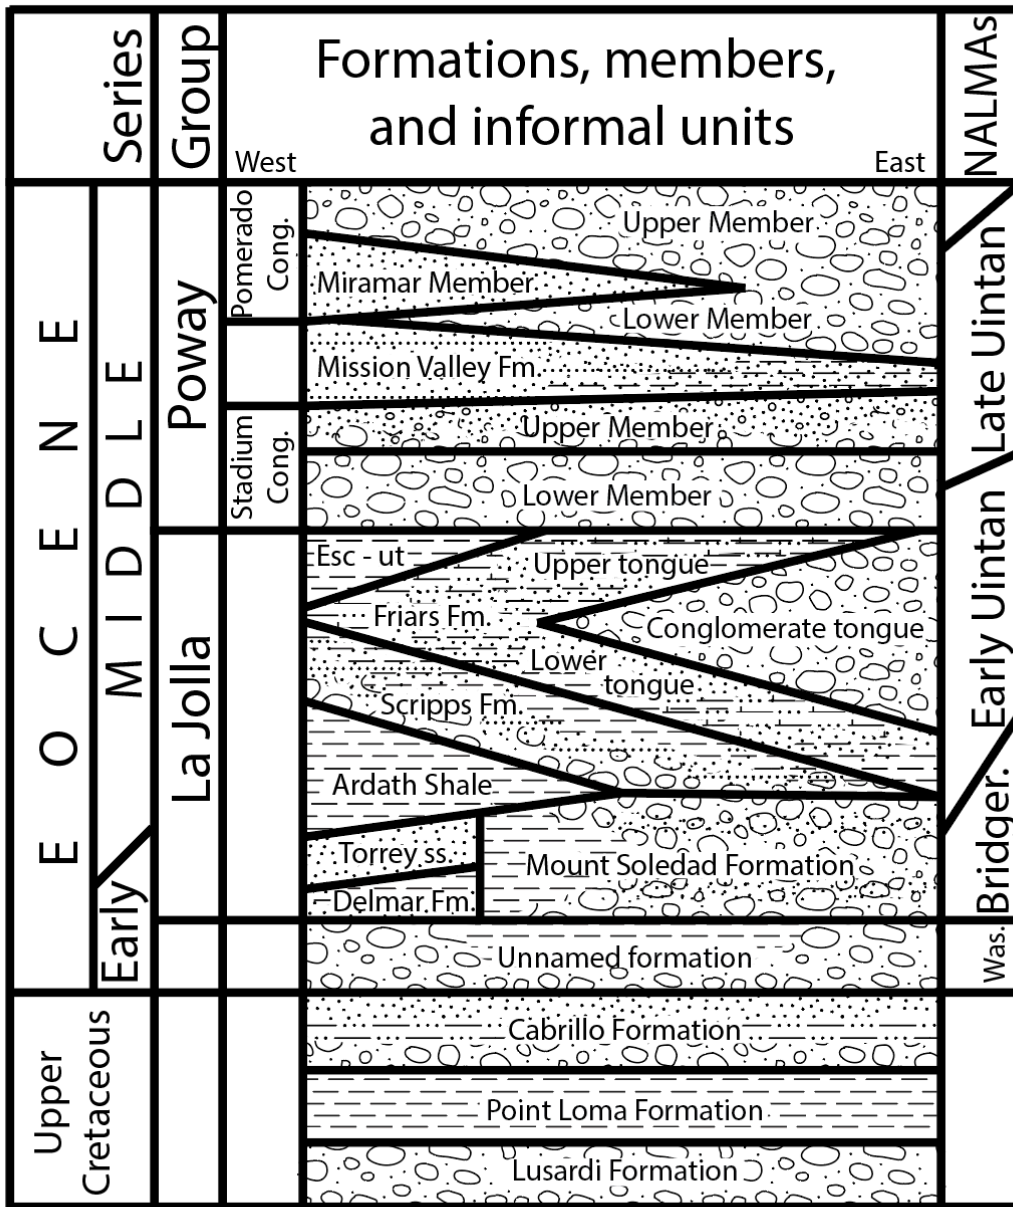 Series
Group
Formations, members,
and informal units
West
East
NALMAs
EOCENE
MIDDLE
Early
Upper
Cretaceous
Poway
La Jolla
Pomerado
Cong.
Stadium
Cong.
Upper Member
Miramar Member
Lower Member
Mission Valley Fm.
Upper Member
Lower Member
Esc - ut
Upper tongue
Friars Fm.
Conglomerate tongue
Lower
tongue
Scripps Fm.
Ardath Shale
Torrey ss.
Mount Soledad Formation
Delmar Fm.
Unnamed formation
Cabrillo Formation
Point Loma Formation
Lusardi Formation
Late Uintan
Early Uintan
Bridger.
Was.